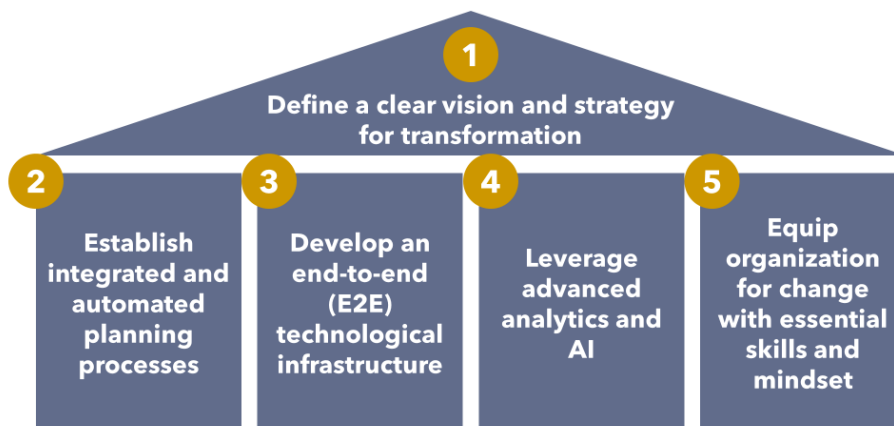 1
Define a clear vision and strategy
for transformation
2
Establish
integrated and
automated
planning
processes
3
Develop an
end-to-end
(E2E)
technological
infrastructure
4
Leverage
advanced
analytics and
AI
5
Equip
organization
for change
with essential
skills and
mindset